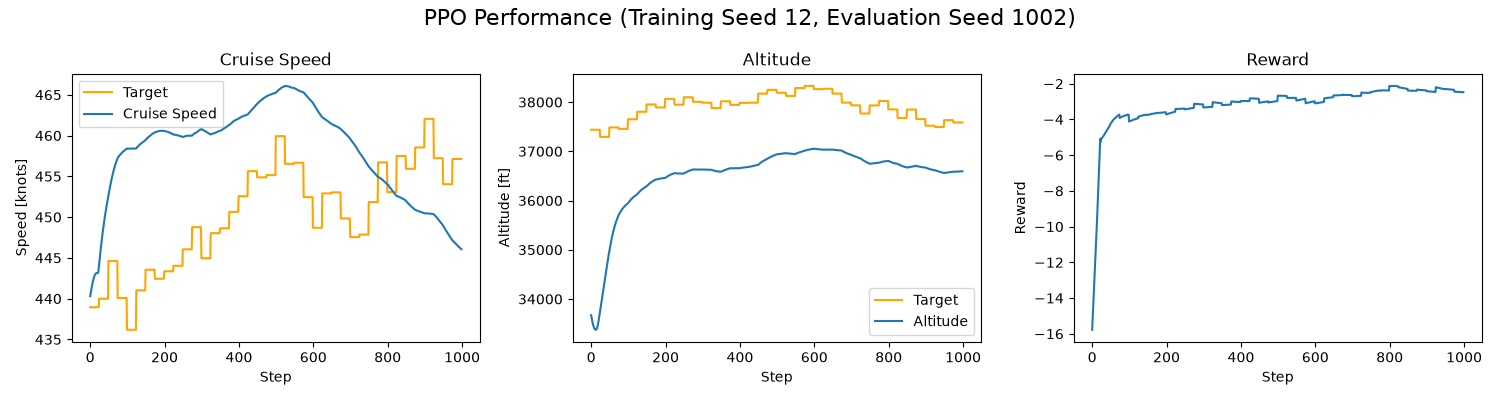 PPO Performance (Training Seed 12, Evaluation Seed 1002)
Cruise Speed
Speed [knots]
465
460
455
450
445
440
435
Target
Cruise Speed
0 200 400 600 800 1000
Step
Altitude
Altitude [ft]
38000
37000
36000
35000
34000
Target
Altitude
0 200 400 600 800 1000
Step
Reward
Reward
−2
−4
−6
−8
−10
−12
−14
−16
0 200 400 600 800 1000
Step